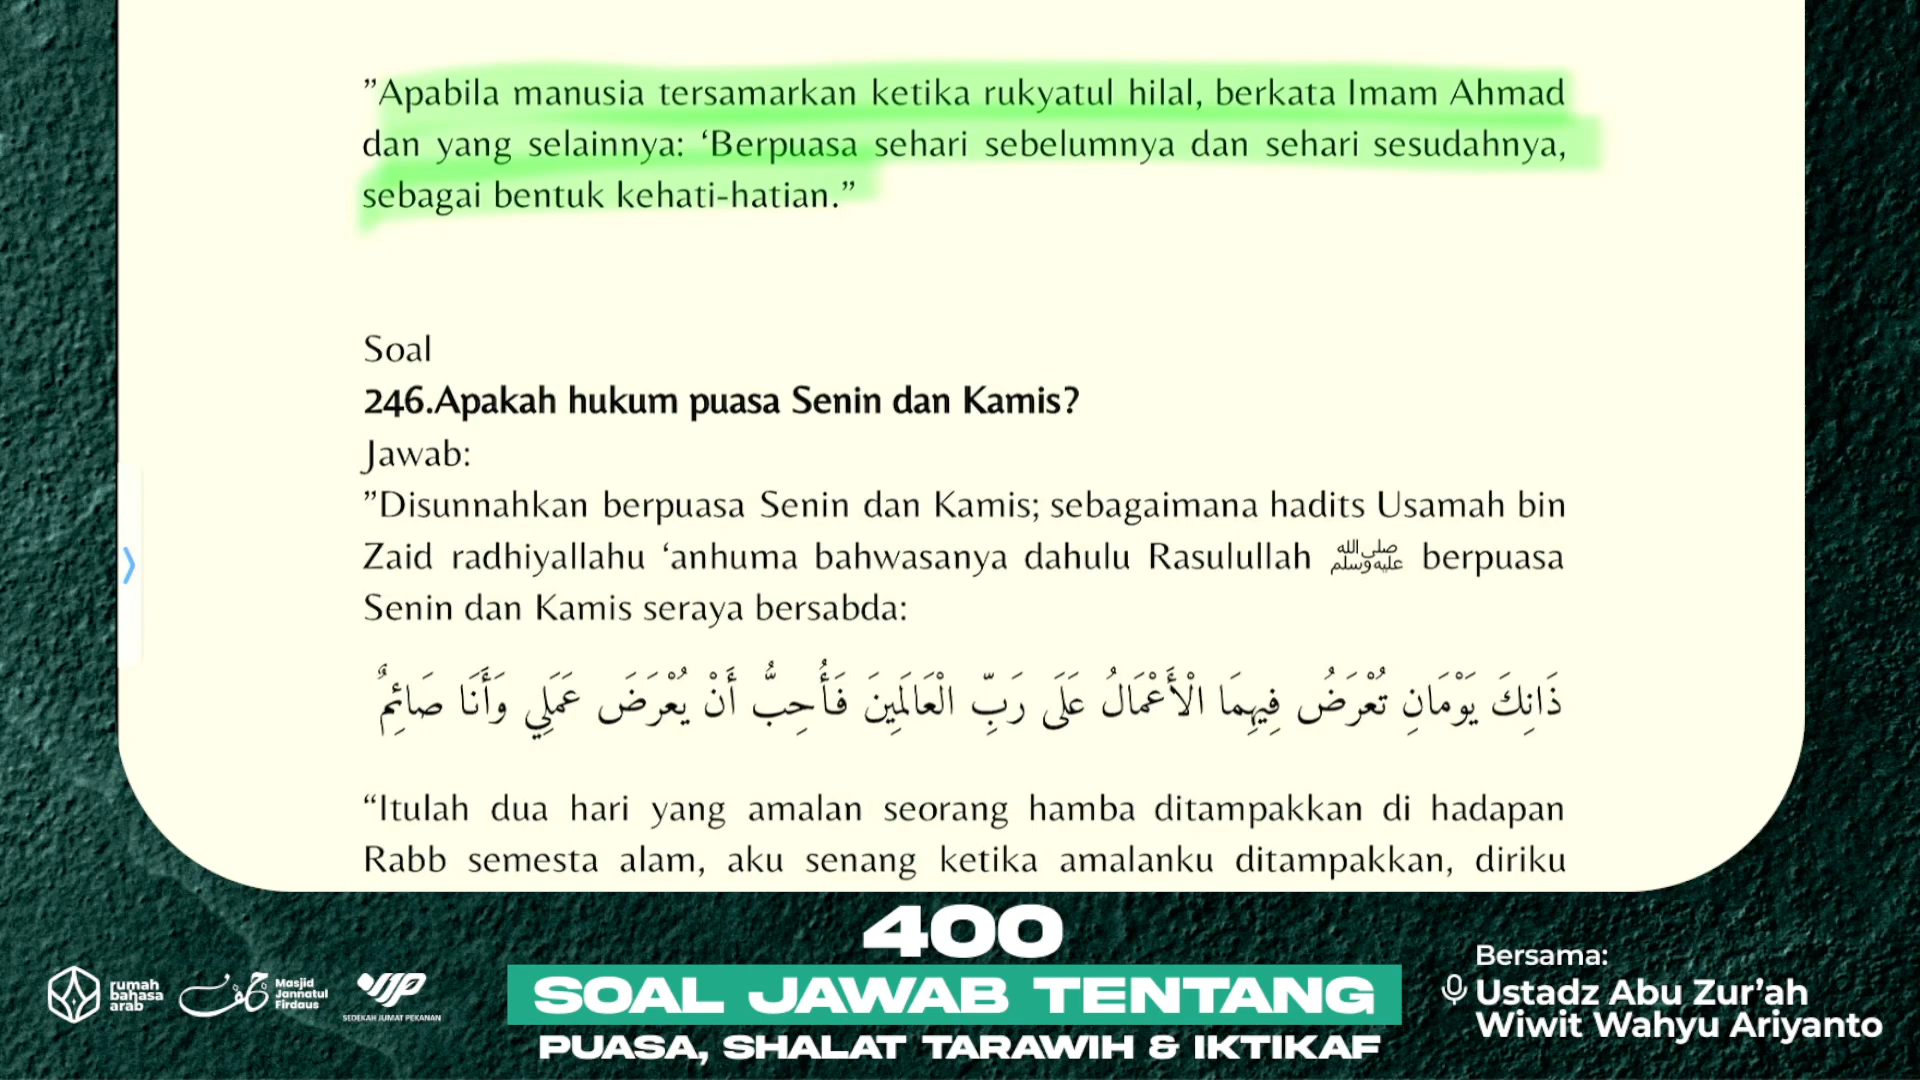 ”Apabila manusia tersamarkan ketika rukyatul hilal, berkata Imam Ahmad
dan yang selainnya: ‘Berpuasa sehari sebelumnya dan sehari sesudahnya,
sebagai bentuk kehati-hatian.”
Soal
246.Apakah hukum puasa Senin dan Kamis?
Jawab:
”Disunnahkan berpuasa Senin dan Kamis; sebagaimana hadits Usamah bin
Zaid radhiyallahu ‘anhuma bahwasanya dahulu Rasulullah ﷺ berpuasa
Senin dan Kamis seraya bersabda:
ذَانِكَ يَوْمَانِ تُعْرَضُ فِيهِمَا الْأَعْمَالُ عَلَى رَبِّ الْعَالَمِينَ فَأُحِبُّ أَنْ يُعْرَضَ عَمَلِي وَأَنَا صَائِمٌ
“Itulah dua hari yang amalan seorang hamba ditampakkan di hadapan
Rabb semesta alam, aku senang ketika amalanku ditampakkan, diriku
rumah
bahasa
arab
Masjid
Jannatul
Firdaus
SJP
SEDEKAH JUMAT PEKANAN
400
SOAL JAWAB TENTANG
PUASA, SHALAT TARAWIH & IKTIKAF
Bersama:
Ustadz Abu Zur’ah
Wiwit Wahyu Ariyanto